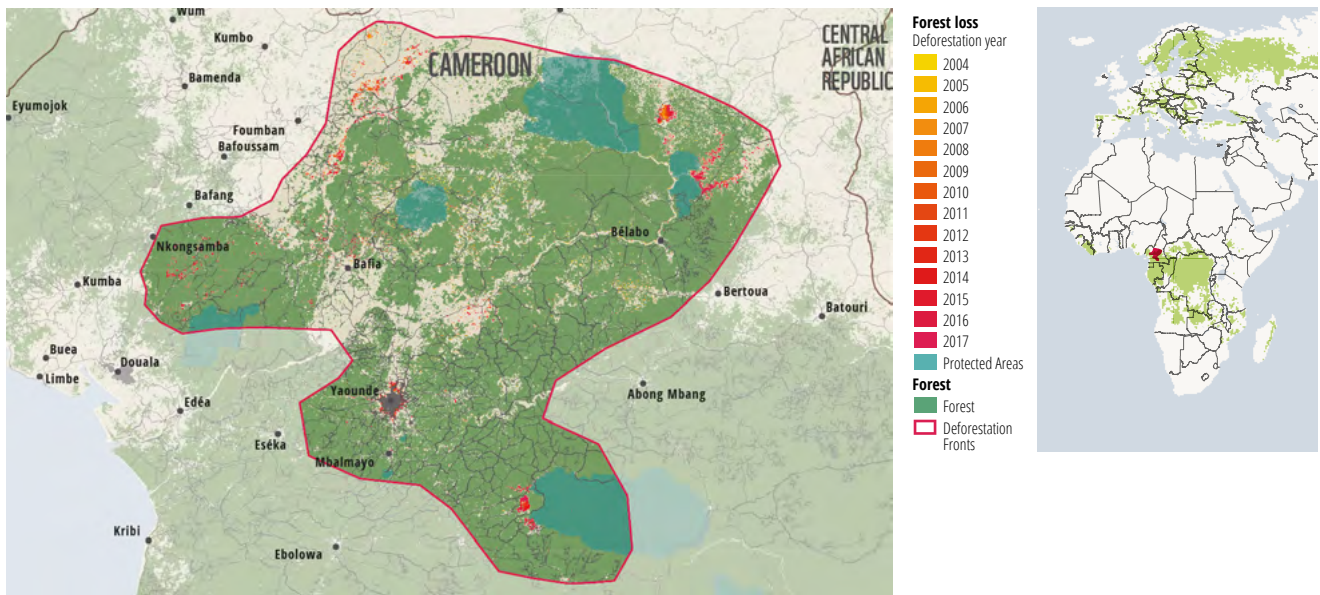 Wum
Kumbo
Bamenda
Eyumojok
Foumban
Bafoussam
Bafang
Nkongsamba
Kumba
Buea
Limbe
Douala
Edéa
Eséka
Kribi
Ebolowa
Mbalmayo
Yaounde
Bafia
Bélabo
Bertoua
Batouri
Abong Mbang
CAMEROON
CENTRAL
AFRICAN
REPUBLIC
Forest loss
Deforestation year
2004
2005
2006
2007
2008
2009
2010
2011
2012
2013
2014
2015
2016
2017
Protected Areas
Forest
Forest
Deforestation
Fronts